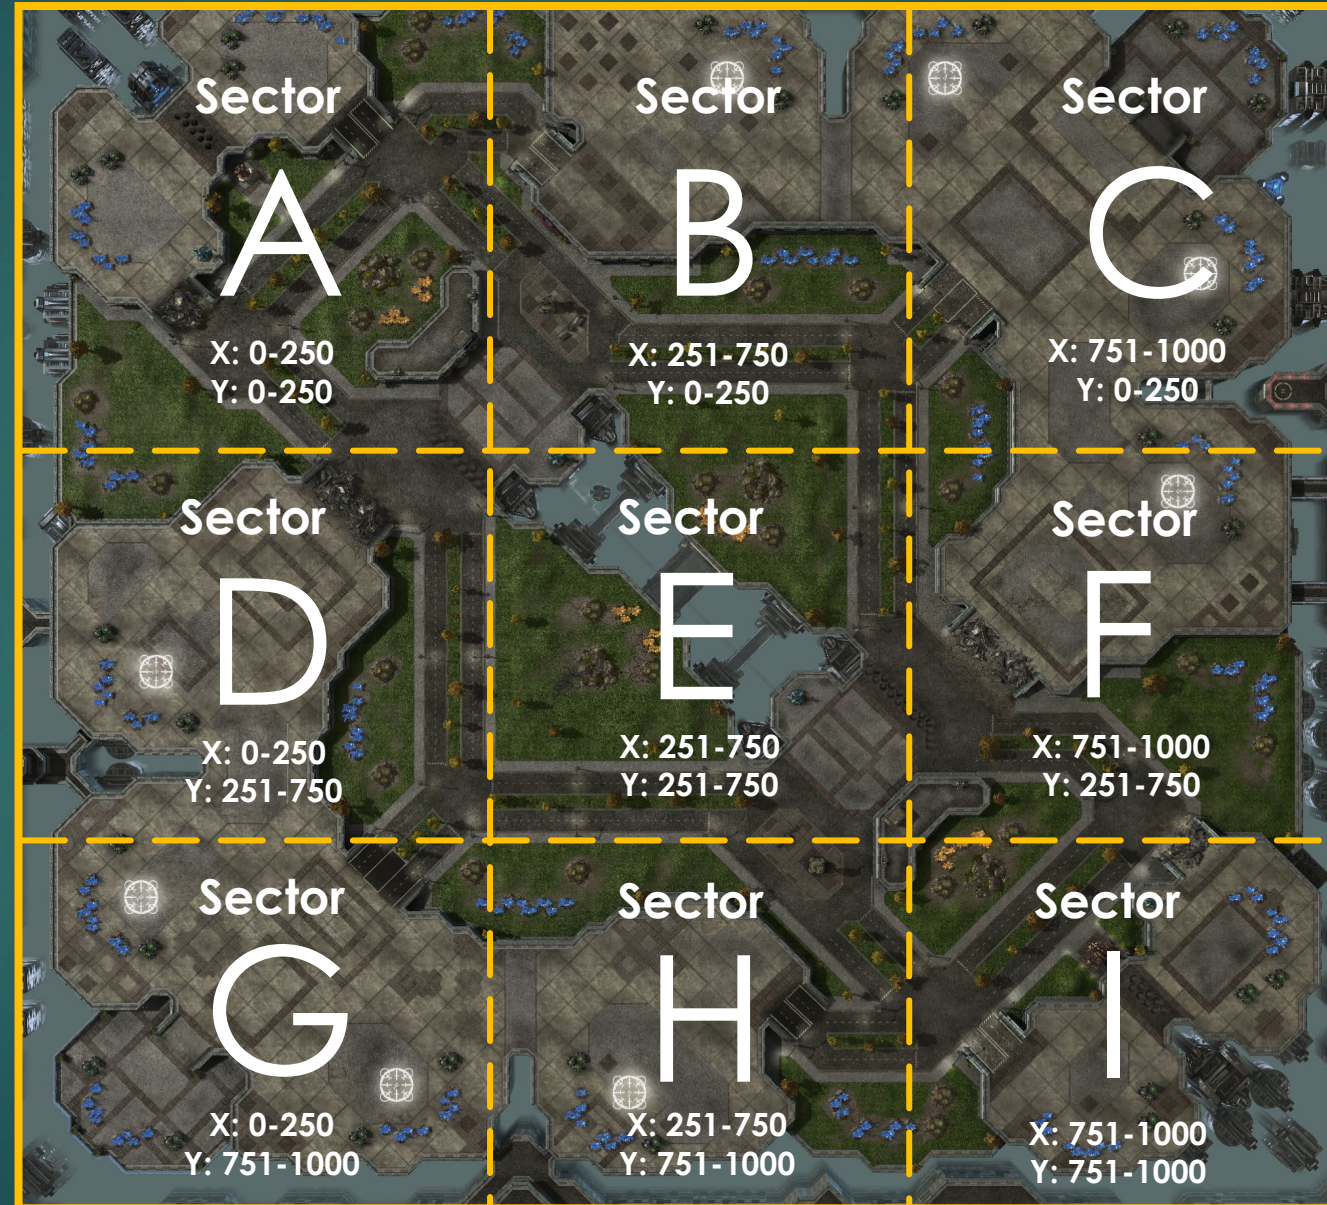 Sector
A
X: 0-250
Y: 0-250
Sector
B
X: 251-750
Y: 0-250
Sector
C
X: 751-1000
Y: 0-250
Sector
D
X: 0-250
Y: 251-750
Sector
E
X: 251-750
Y: 251-750
Sector
F
X: 751-1000
Y: 251-750
Sector
G
X: 0-250
Y: 751-1000
Sector
H
X: 251-750
Y: 751-1000
Sector
I
X: 751-1000
Y: 751-1000